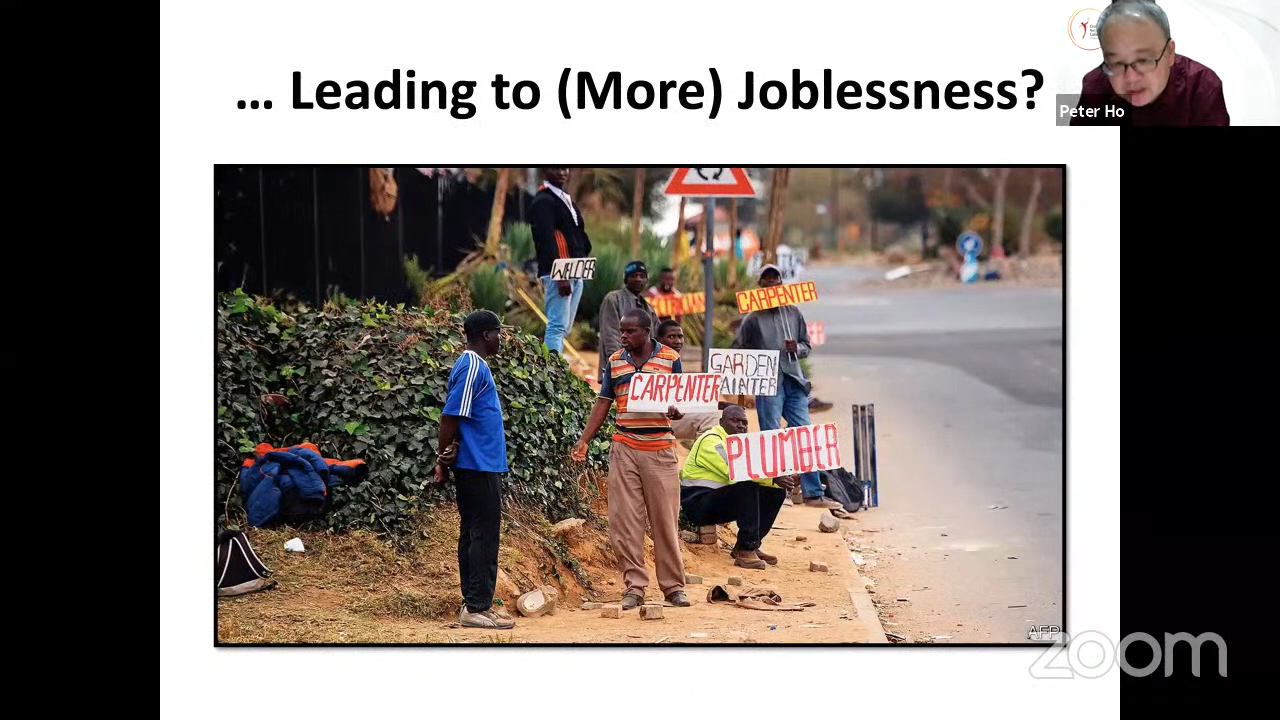 … Leading to (More) Joblessness?
Peter Ho
WELDER
CARPENTER
GARDEN
PAINTER
CARPENTER
PLUMBER
AFP
zoom